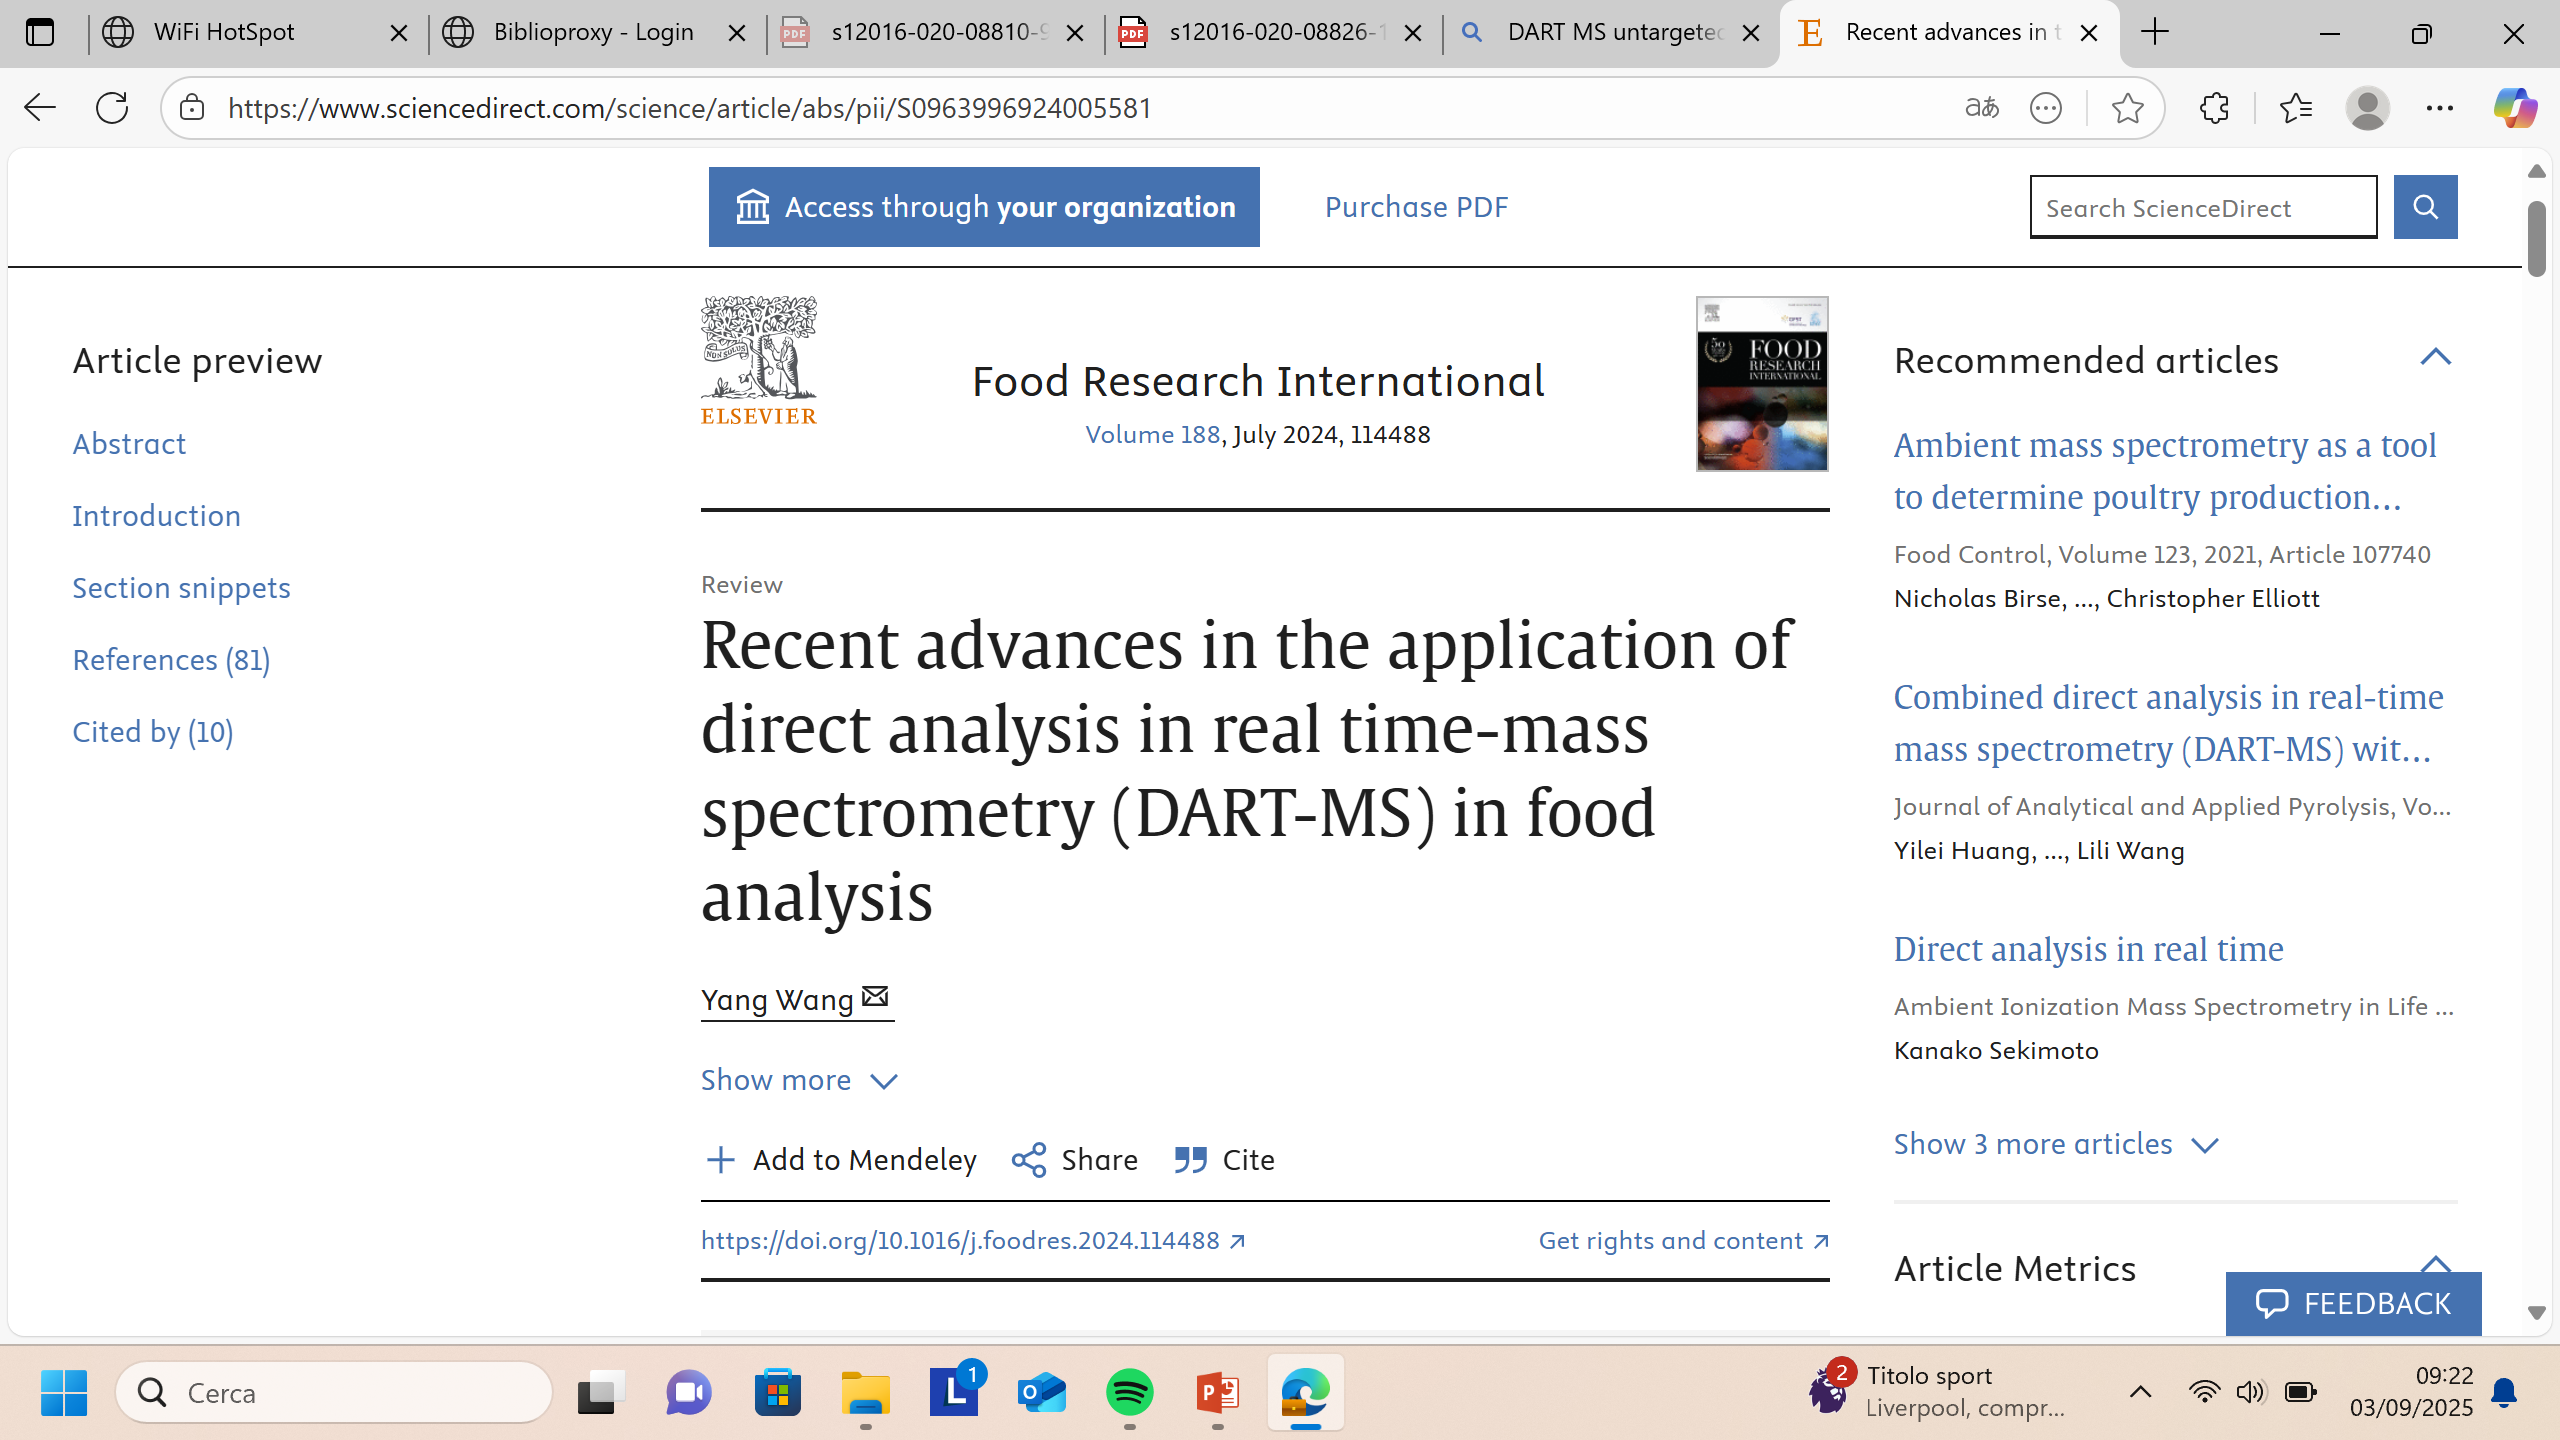 WiFi HotSpot
Biblioproxy - Login
s12016-020-08810-9
s12016-020-08826-1
DART MS untargeted
Recent advances in t
https://www.sciencedirect.com/science/article/abs/pii/S0963996924005581
Access through your organization
Purchase PDF
Search ScienceDirect
Article preview
Abstract
Introduction
Section snippets
References (81)
Cited by (10)
NON SOLUS
ELSEVIER
Food Research International
Volume 188, July 2024, 114488
FOOD
RESEARCH
INTERNATIONAL
Review
Recent advances in the application of
direct analysis in real time-mass
spectrometry (DART-MS) in food
analysis
Yang Wang
Show more
Add to Mendeley
Share
Cite
https://doi.org/10.1016/j.foodres.2024.114488
Get rights and content
Recommended articles
Ambient mass spectrometry as a tool
to determine poultry production...
Food Control, Volume 123, 2021, Article 107740
Nicholas Birse, ..., Christopher Elliott
Combined direct analysis in real-time
mass spectrometry (DART-MS) wit...
Journal of Analytical and Applied Pyrolysis, Vo...
Yilei Huang, ..., Lili Wang
Direct analysis in real time
Ambient Ionization Mass Spectrometry in Life ...
Kanako Sekimoto
Show 3 more articles
Article Metrics
FEEDBACK
Cerca
1
2
Titolo sport
Liverpool, compr...
09:22
03/09/2025